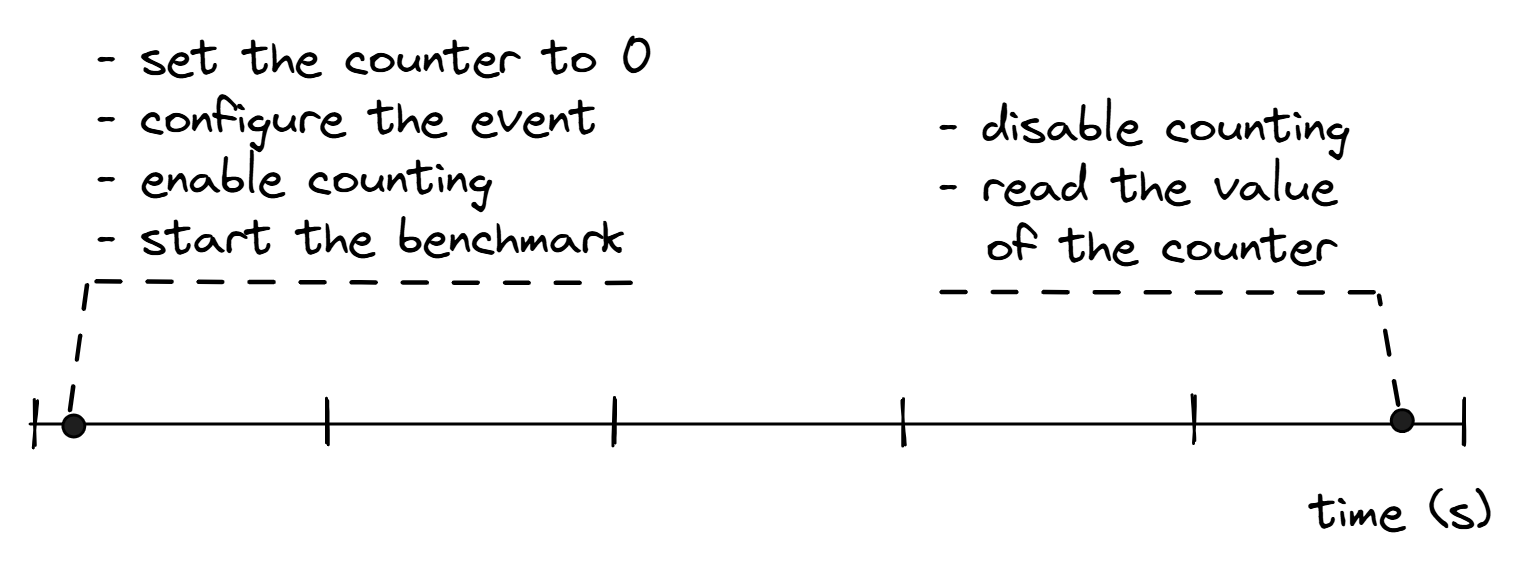 - set the counter to 0
- configure the event
- enable counting
- start the benchmark
- disable counting
- read the value
of the counter
time (s)